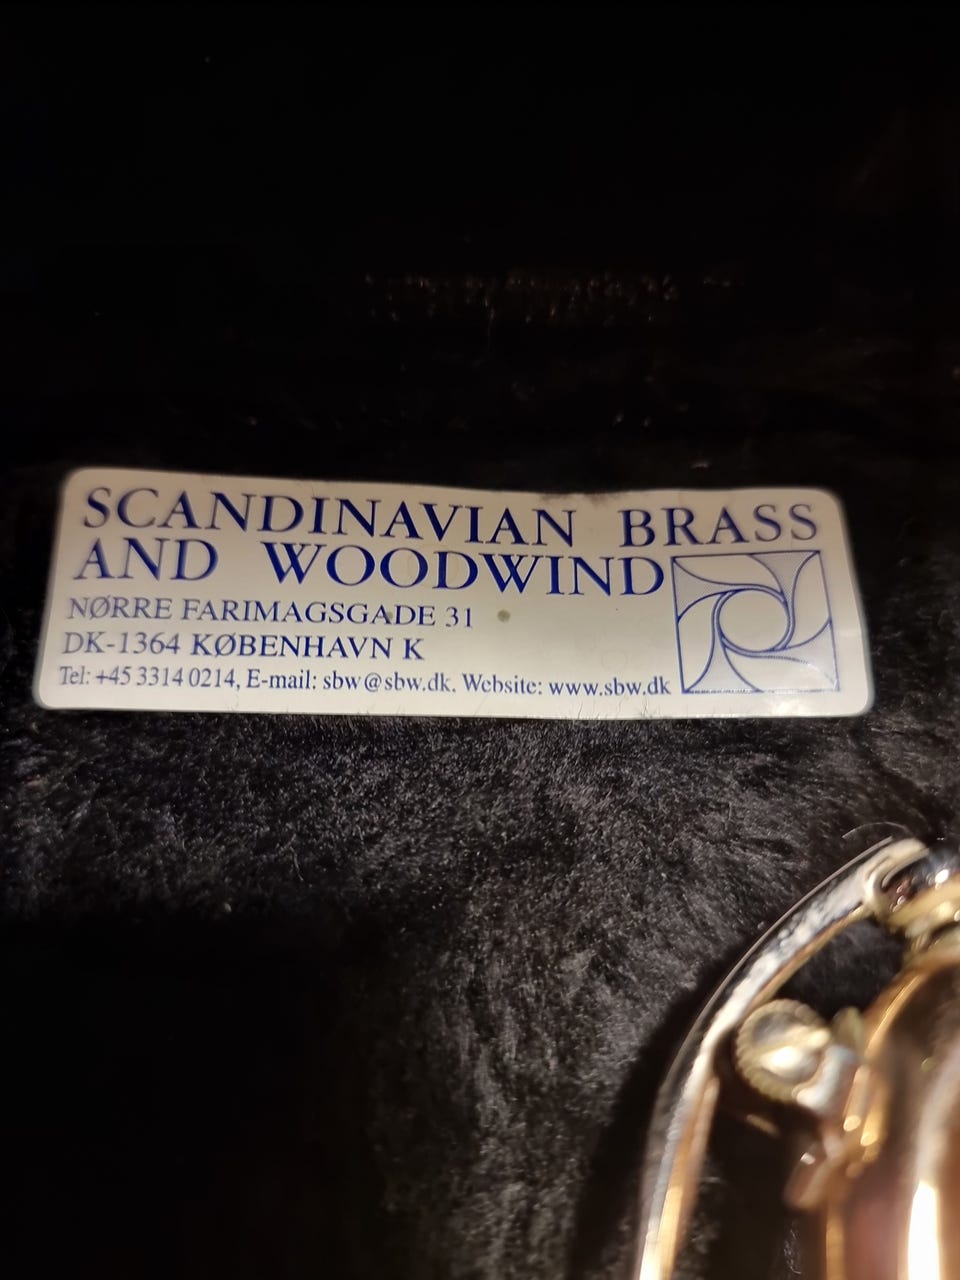 SCANDINAVIAN BRASS
AND WOODWIND
NØRRE FARIMAGSGADE 31
DK-1364 KØBENHAVN K
Tel: +45 3314 0214, E-mail: sbw@sbw.dk. Website: www.sbw.dk